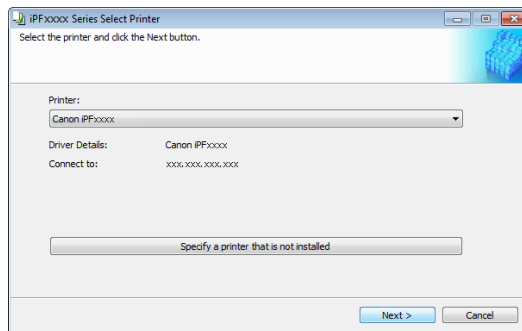 iPFxxxx Series Select Printer
Select the printer and click the Next button.
Printer:
Canon iPFxxxx
Driver Details: Canon iPFxxxx
Connect to: xxx.xxx.xxx.xxx
Specify a printer that is not installed
Next > Cancel